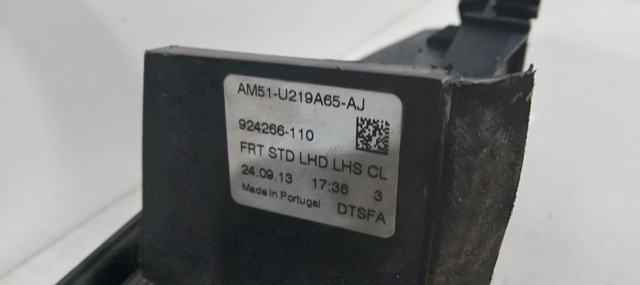 AM51-U219A65-AJ
924266-110
FRT STD LHD LHS CL
24.09.13 17:36 3
Made in Portugal DTSFA